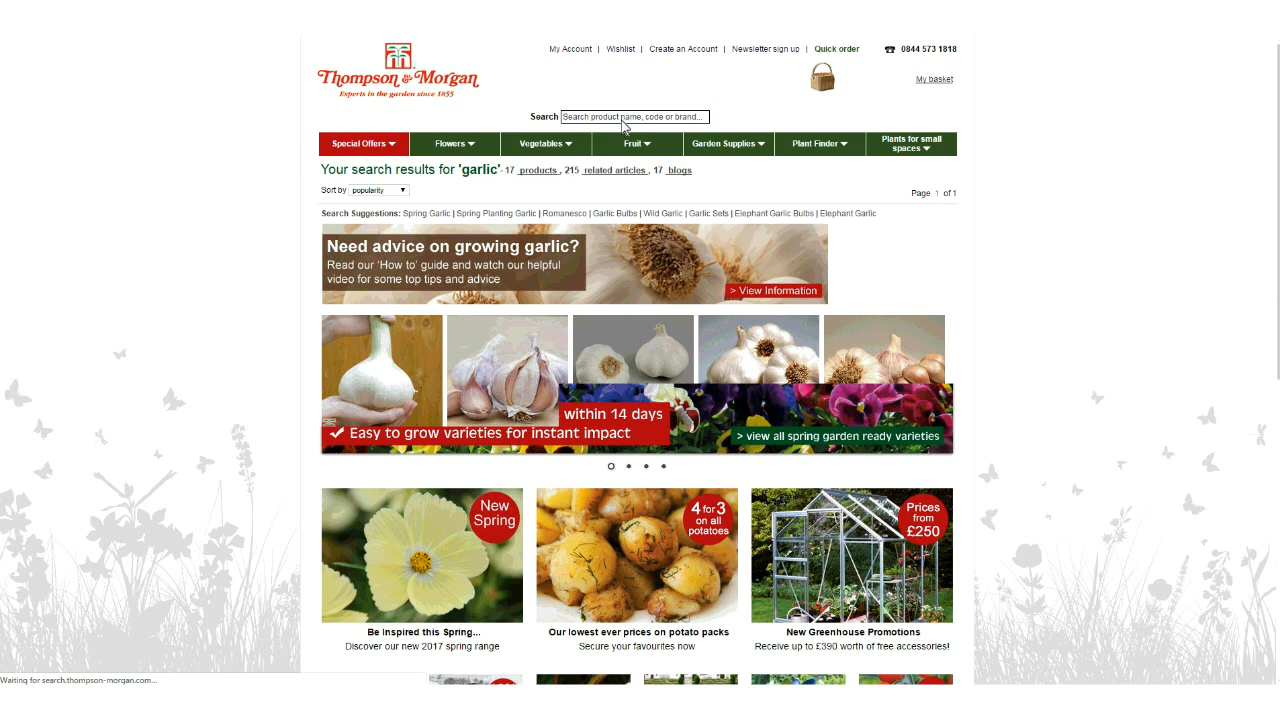 My Account | Wishlist | Create an Account | Newsletter sign up | Quick order 0844 573 1818
Thompson & Morgan
Experts in the garden since 1855
My basket
Search Search product name, code or brand...
Special Offers Flowers Vegetables Fruit Garden Supplies Plant Finder Plants for small spaces
Your search results for 'garlic'- 17 products , 215 related articles , 17 blogs
Sort by popularity
Page 1 of 1
Search Suggestions: Spring Garlic | Spring Planting Garlic | Romanesco | Garlic Bulbs | Wild Garlic | Garlic Sets | Elephant Garlic Bulbs | Elephant Garlic
Need advice on growing garlic?
Read our 'How to' guide and watch our helpful
video for some top tips and advice
> View Information
within 14 days
Easy to grow varieties for instant impact
> view all spring garden ready varieties
New
Spring
4 for 3
on all
potatoes
Prices
from
£250
Be Inspired this Spring...
Discover our new 2017 spring range
Our lowest ever prices on potato packs
Secure your favourites now
New Greenhouse Promotions
Receive up to £390 worth of free accessories!
Waiting for search.thompson-morgan.com...